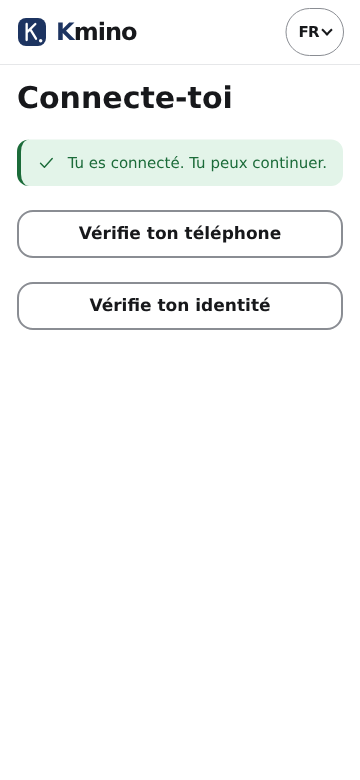 K. Kmino
FR
Connecte-toi
Tu es connecté. Tu peux continuer.
Vérifie ton téléphone
Vérifie ton identité